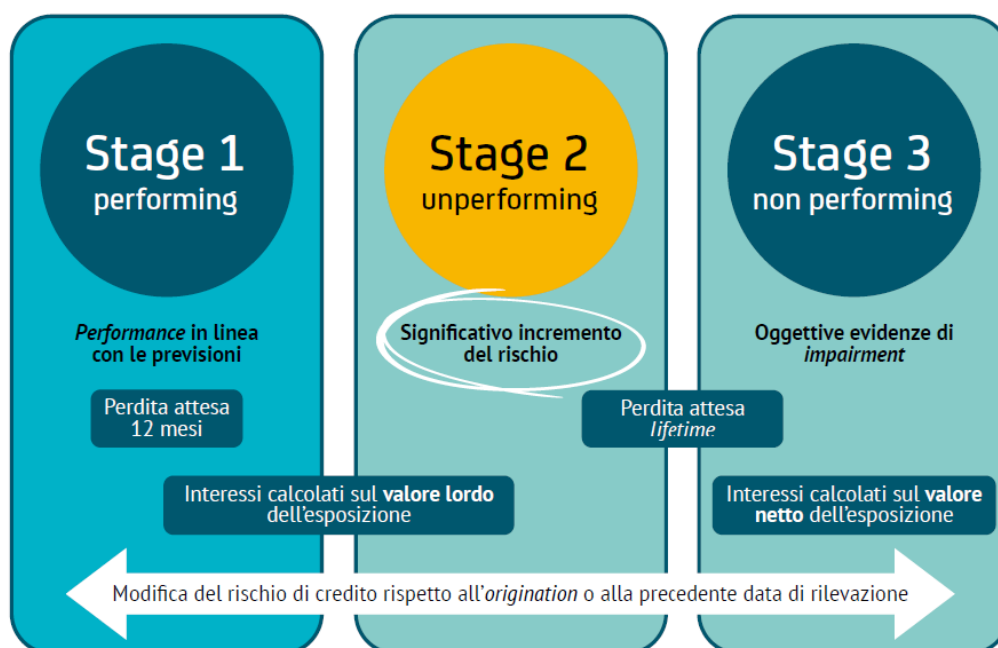 Stage 1
performing
Performance in linea
con le previsioni
Perdita attesa
12 mesi
Stage 2
unperforming
Significativo incremento
del rischio
Stage 3
non performing
Oggettive evidenze di
impairment
Perdita attesa
lifetime
Interessi calcolati sul valore lordo
dell'esposizione
Interessi calcolati sul valore
netto dell'esposizione
Modifica del rischio di credito rispetto all'origination o alla precedente data di rilevazione